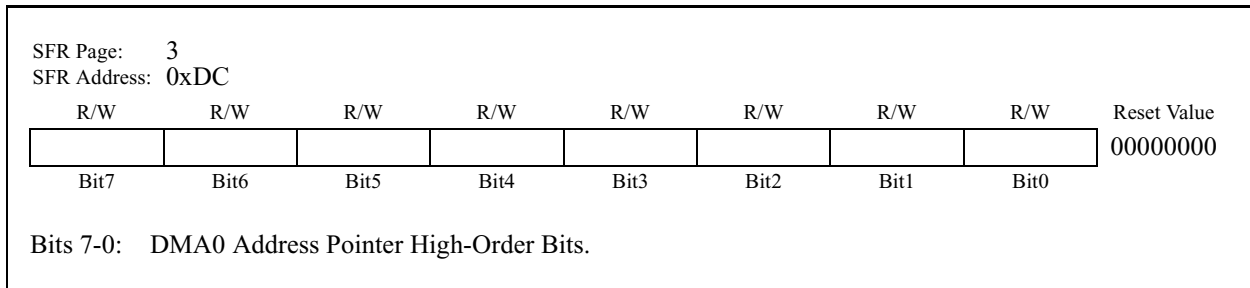 SFR Page: 3
SFR Address: 0xDC
R/W R/W R/W R/W R/W R/W R/W R/W Reset Value
00000000
Bit7 Bit6 Bit5 Bit4 Bit3 Bit2 Bit1 Bit0
Bits 7-0: DMA0 Address Pointer High-Order Bits.